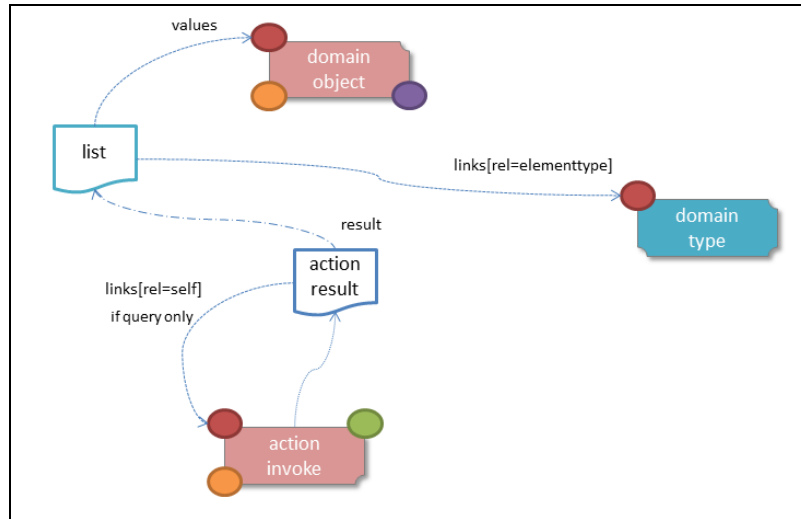 values
domain
object
list
links[rel=elementtype]
domain
type
result
action
result
links[rel=self]
if query only
action
invoke